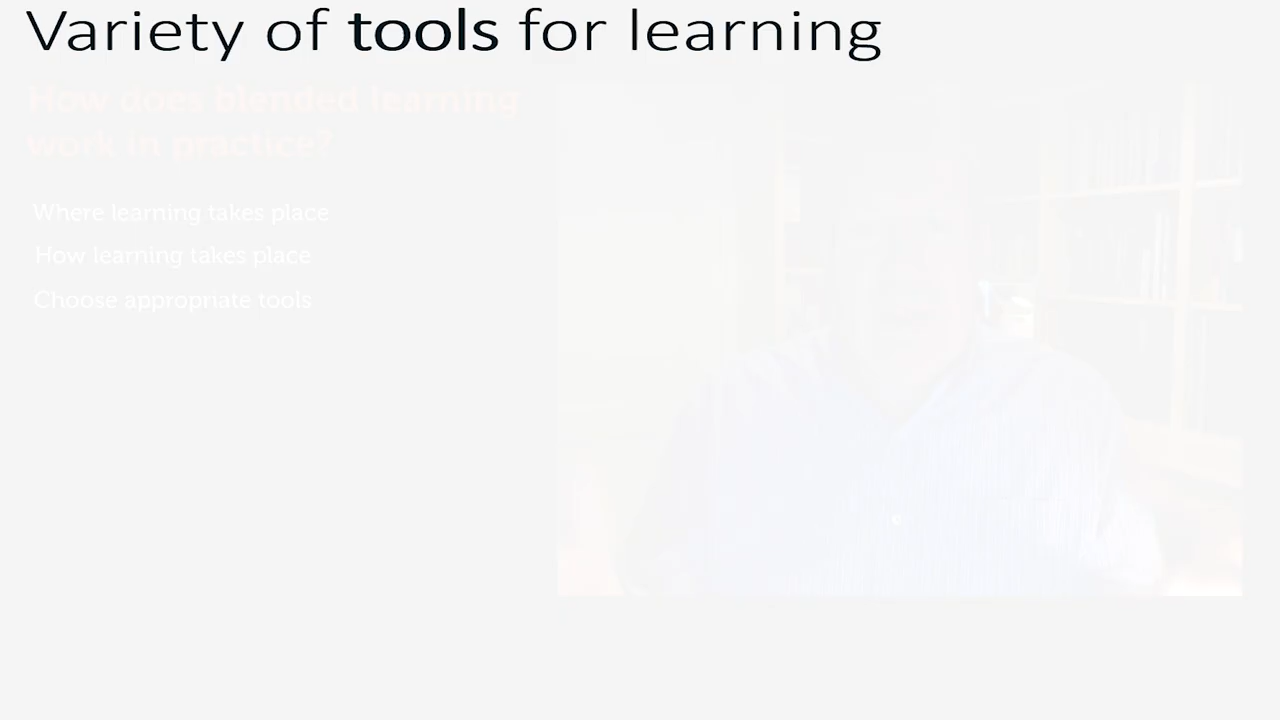 Variety of tools for learning
How does blended learning
work in practice?
Where learning takes place
How learning takes place
Choose appropriate tools